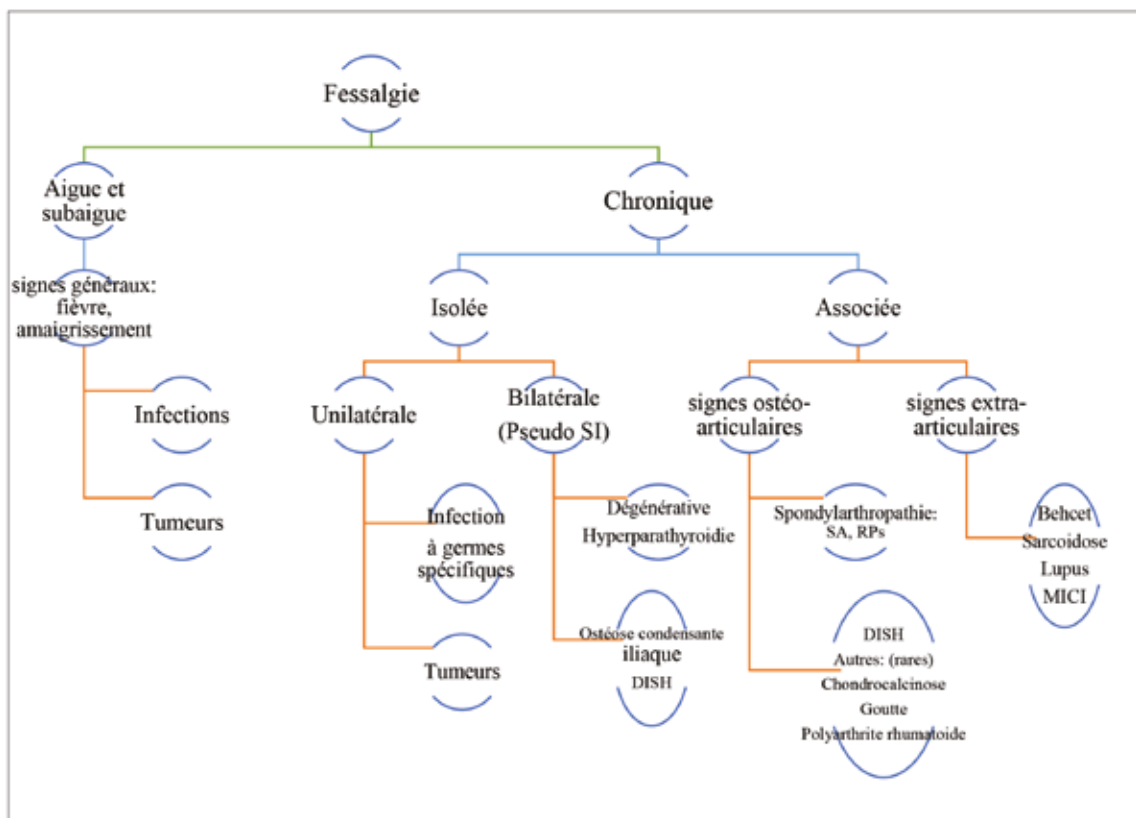 Fessalgie
Aigue et
subaigue
Chronique
signes généraux:
fièvre,
amaigrissement
Isolée
Associée
Infections
Tumeurs
Unilatérale
Bilatérale
(Pseudo SI)
signes ostéo-
articulaires
signes extra-
articulaires
Infection
à germes
spécifiques
Tumeurs
Dégénérative
Hyperparathyroidie
Ostéose condensante
iliaque
DISH
Spondylarthropathie:
SA, RPs
DISH
Autres: (rares)
Chondrocalcinose
Goutte
Polyarthrite rhumatoide
Behcet
Sarcoidose
Lupus
MICI